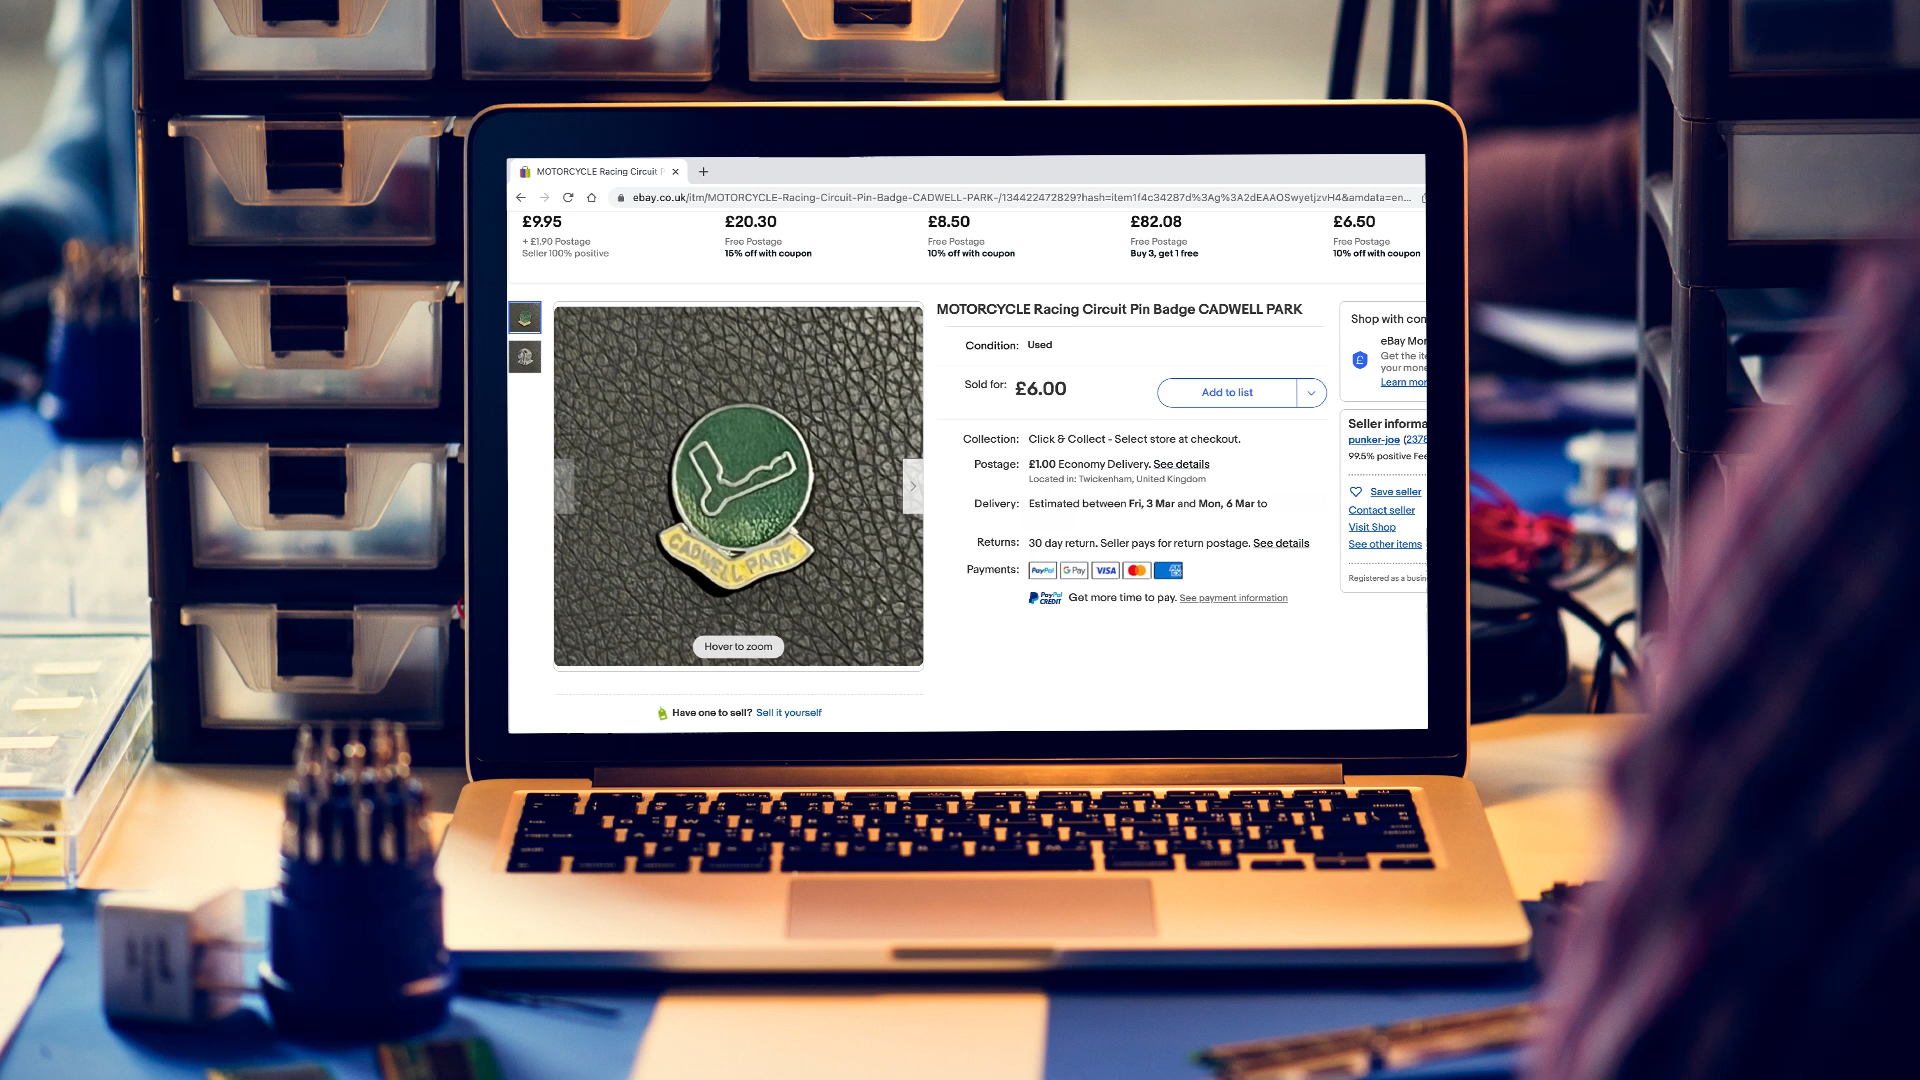 MOTORCYCLE Racing Circuit P
ebay.co.uk/itm/MOTORCYCLE-Racing-Circuit-Pin-Badge-CADWELL-PARK-/134422472829?hash=item1f4c34287d%3Ag%3A2dEAAOSwyetjzvH4&amdata=en...
£9.95
+ £1.90 Postage
Seller 100% positive
£20.30
Free Postage
15% off with coupon
£8.50
Free Postage
10% off with coupon
£82.08
Free Postage
Buy 3, get 1 free
£6.50
Free Postage
10% off with coupon
CADWELL PARK
Hover to zoom
Have one to sell? Sell it yourself
MOTORCYCLE Racing Circuit Pin Badge CADWELL PARK
Condition: Used
Sold for: £6.00
Add to list
Collection: Click & Collect - Select store at checkout.
Postage: £1.00 Economy Delivery. See details
Located in: Twickenham, United Kingdom
Delivery: Estimated between Fri, 3 Mar and Mon, 6 Mar to
Returns: 30 day return. Seller pays for return postage. See details
Payments: PayPal G Pay VISA AM EX
PayPal CREDIT Get more time to pay. See payment information
Shop with con
eBay Mon
Get the ite
your mone
Learn mor
Seller informa
punker-joe (2378
99.5% positive Fee
Save seller
Contact seller
Visit Shop
See other items
Registered as a busin